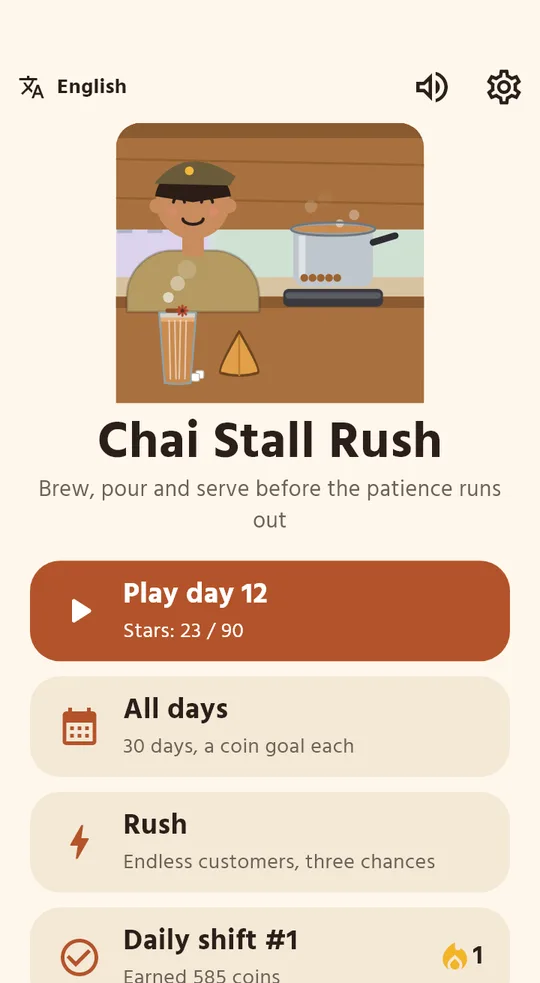 English
Chai Stall Rush
Brew, pour and serve before the patience runs
out
Play day 12
Stars: 23 / 90
All days
30 days, a coin goal each
Rush
Endless customers, three chances
Daily shift #1
1
Earned 585 coins